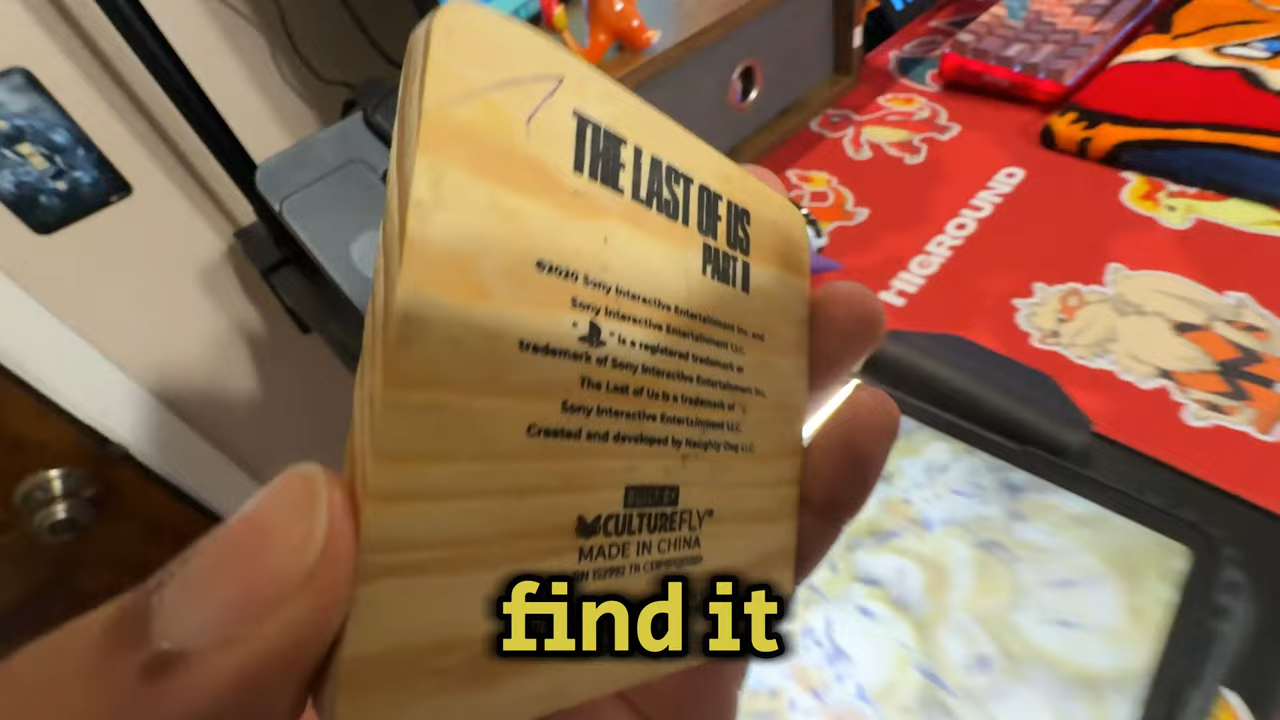 THE LAST OF US
PART II
©2020 Sony Interactive Entertainment Inc. and
Sony Interactive Entertainment LLC.
" " is a registered trademark or
trademark of Sony Interactive Entertainment Inc.
The Last of Us is a trademark of
Sony Interactive Entertainment LLC.
Created and developed by Naughty Dog LLC.
BUILT BY
CULTUREFLY®
MADE IN CHINA
HIGROUND
find it